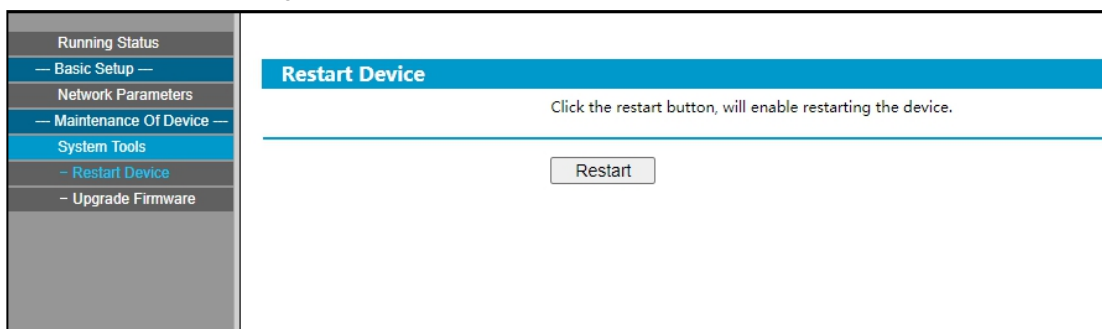 Running Status
— Basic Setup —
Network Parameters
— Maintenance Of Device —
System Tools
− Restart Device
− Upgrade Firmware
Restart Device
Click the restart button, will enable restarting the device.
Restart